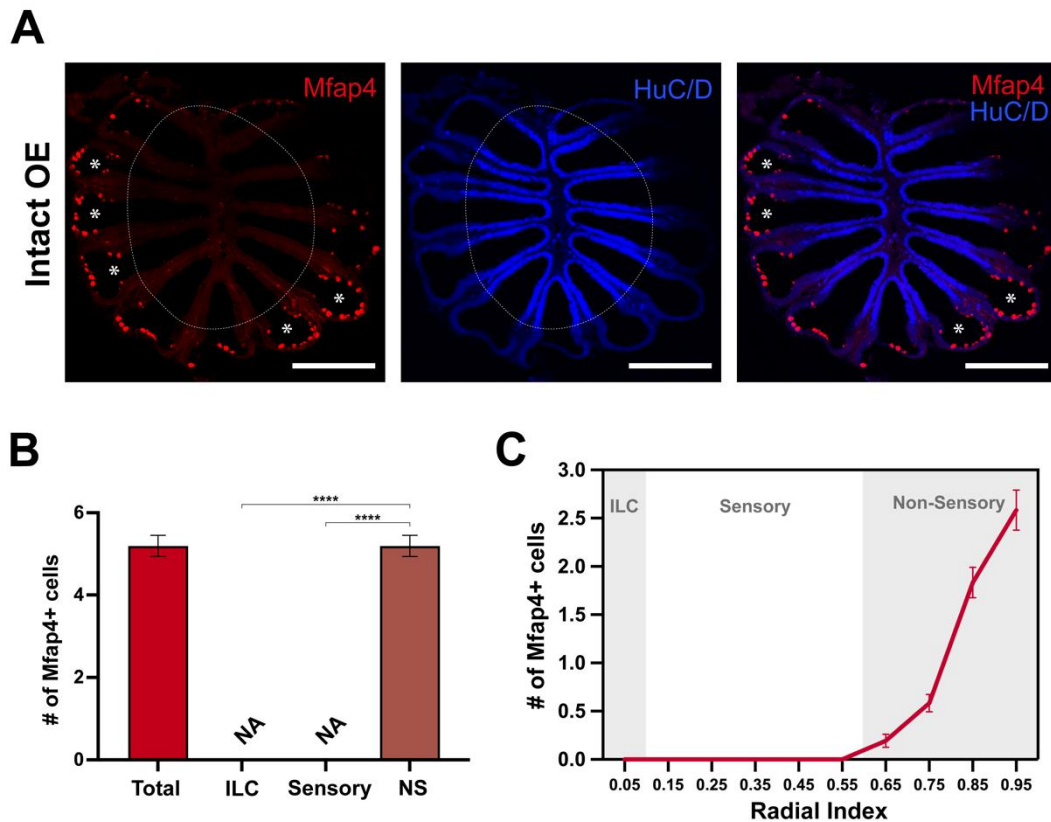 A
Intact OE
Mfap4
HuC/D
Mfap4
HuC/D
*
*
*
*
*
*
*
*
*
*
B
# of Mfap4+ cells
6
4
2
0
****
****
NA
NA
Total
ILC
Sensory
NS
C
# of Mfap4+ cells
3.0
2.5
2.0
1.5
1.0
0.5
0.0
ILC
Sensory
Non-Sensory
0.05 0.15 0.25 0.35 0.45 0.55 0.65 0.75 0.85 0.95
Radial Index